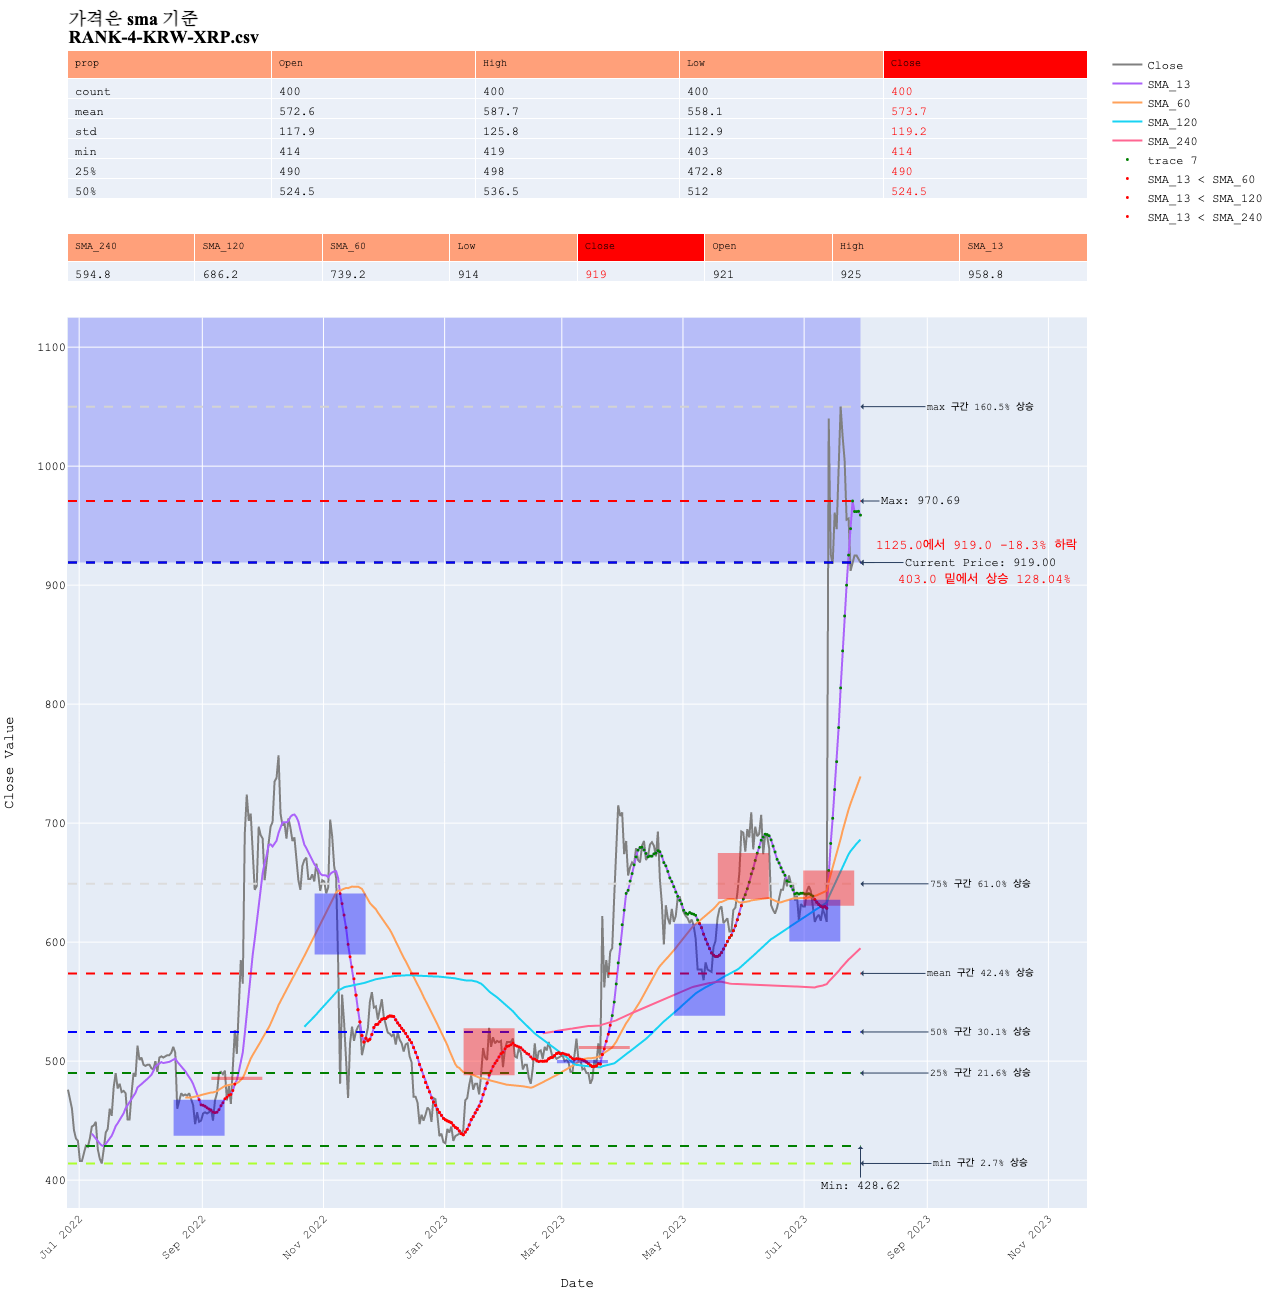 가격은 sma 기준
RANK-4-KRW-XRP.csv
prop Open High Low Close
count 400 400 400 400
mean 572.6 587.7 558.1 573.7
std 117.9 125.8 112.9 119.2
min 414 419 403 414
25% 490 498 472.8 490
50% 524.5 536.5 512 524.5
Close
SMA_13
SMA_60
SMA_120
SMA_240
trace 7
SMA_13 < SMA_60
SMA_13 < SMA_120
SMA_13 < SMA_240
SMA_240 SMA_120 SMA_60 Low Close Open High SMA_13
594.8 686.2 739.2 914 919 921 925 958.8
1100
1000
900
800
700
600
500
400
Close Value
max 구간 160.5% 상승
Max: 970.69
1125.0에서 919.0 -18.3% 하락
Current Price: 919.00
403.0 밑에서 상승 128.04%
75% 구간 61.0% 상승
mean 구간 42.4% 상승
50% 구간 30.1% 상승
25% 구간 21.6% 상승
min 구간 2.7% 상승
Min: 428.62
Jul 2022
Sep 2022
Nov 2022
Jan 2023
Mar 2023
May 2023
Jul 2023
Sep 2023
Nov 2023
Date